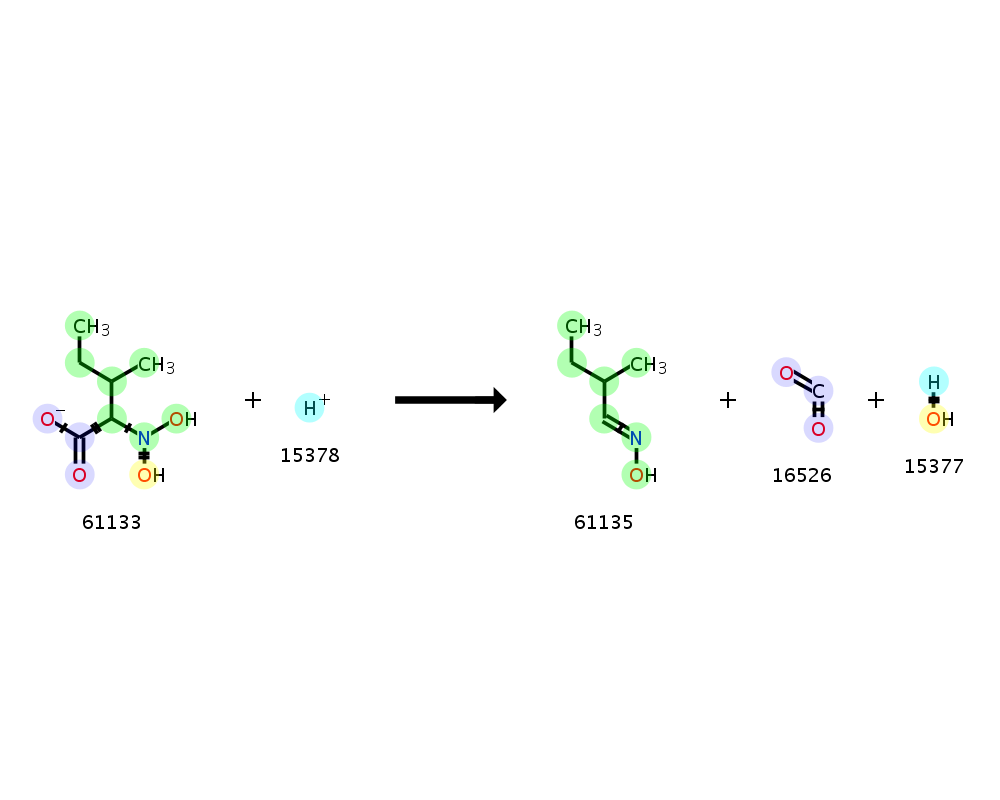 CH3
CH3
O−
OH
N
O
OH
61133
+
H+
15378
CH3
CH3
N
OH
61135
+
O
C
O
16526
+
H
OH
15377